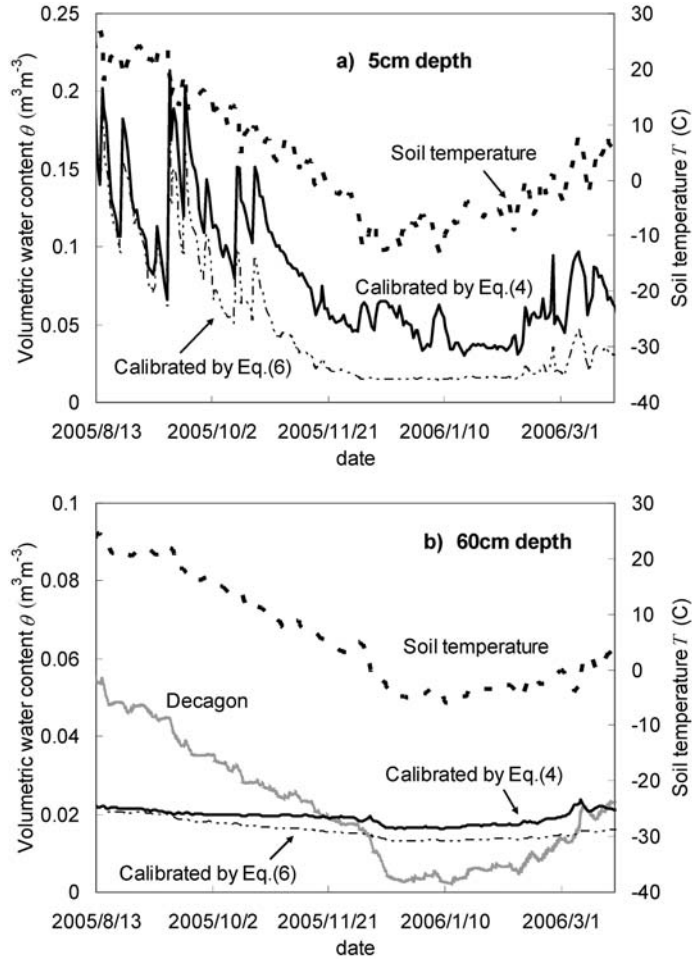 a) 5cm depth
Volumetric water content θ (m³m⁻³)
0.25
0.2
0.15
0.1
0.05
0
30
20
10
0
-10
-20
-30
-40
Soil temperature T (C)
Soil temperature
Calibrated by Eq.(4)
Calibrated by Eq.(6)
2005/8/13 2005/10/2 2005/11/21 2006/1/10 2006/3/1
date
b) 60cm depth
Volumetric water content θ (m³m⁻³)
0.1
0.08
0.06
0.04
0.02
0
30
20
10
0
-10
-20
-30
-40
Soil temperature T (C)
Soil temperature
Decagon
Calibrated by Eq.(4)
Calibrated by Eq.(6)
2005/8/13 2005/10/2 2005/11/21 2006/1/10 2006/3/1
date